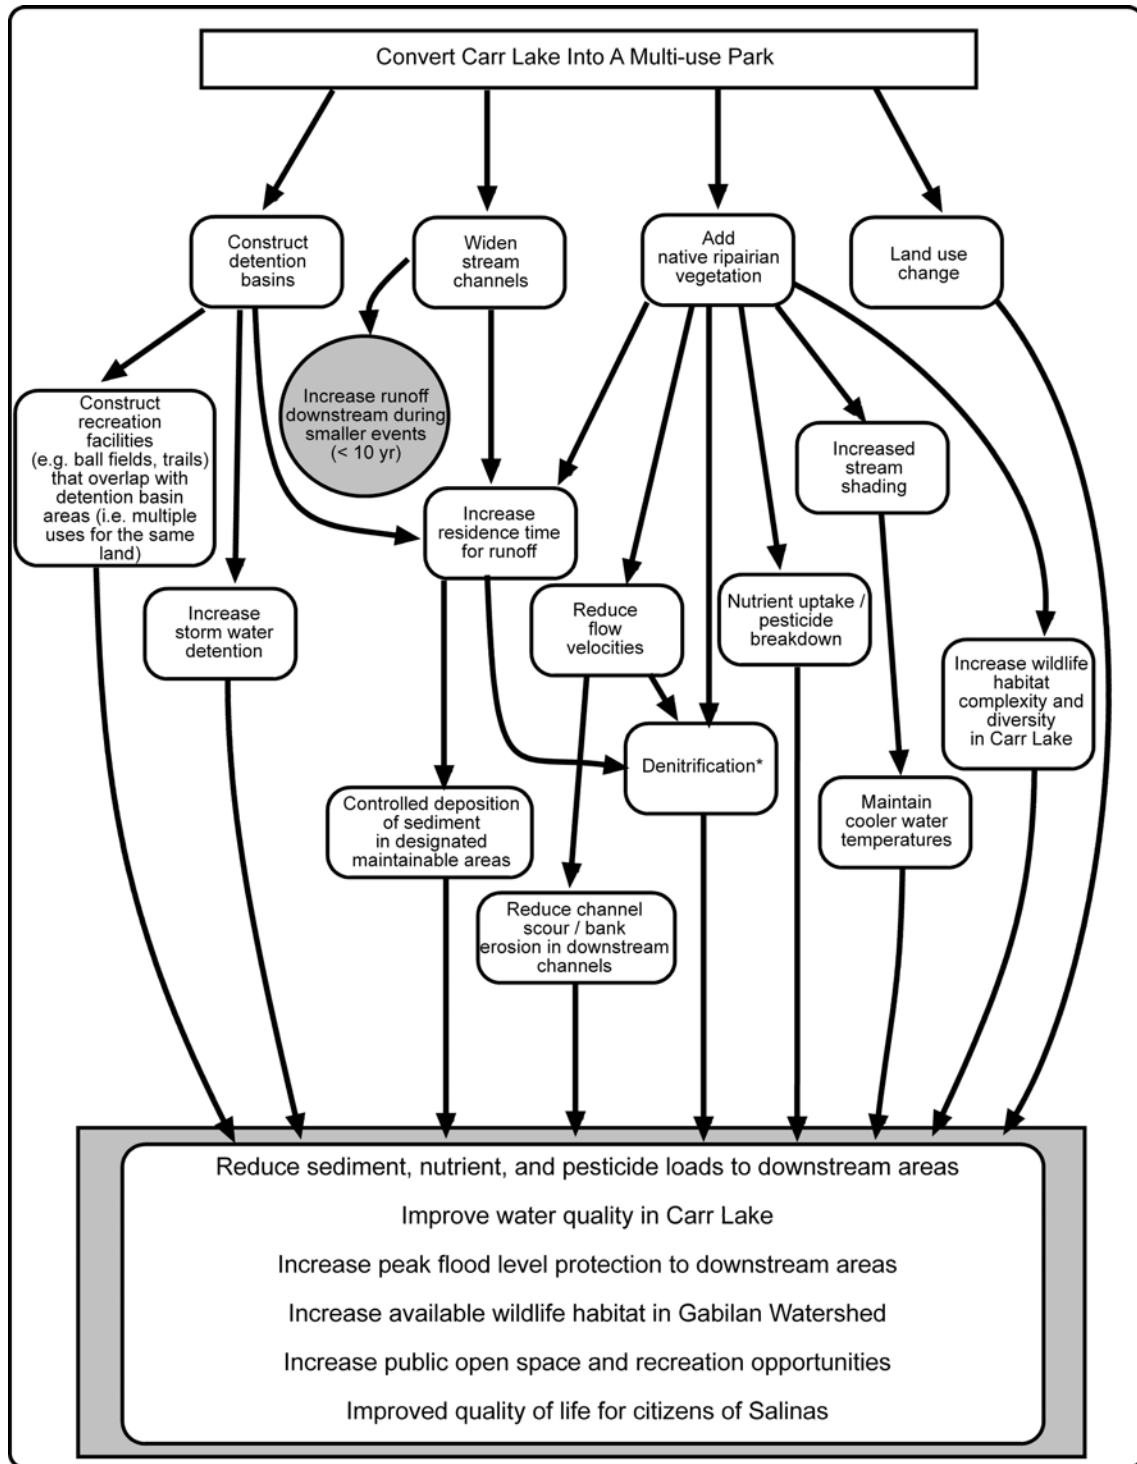 Convert Carr Lake Into A Multi-use Park
Construct
detention
basins
Widen
stream
channels
Add
native ripairian
vegetation
Land use
change
Construct
recreation
facilities
(e.g. ball fields, trails)
that overlap with
detention basin
areas (i.e. multiple
uses for the same
land)
Increase runoff
downstream during
smaller events
(< 10 yr)
Increased
stream
shading
Increase
residence time
for runoff
Increase
storm water
detention
Reduce
flow
velocities
Nutrient uptake /
pesticide
breakdown
Increase wildlife
habitat
complexity and
diversity
in Carr Lake
Denitrification*
Controlled deposition
of sediment
in designated
maintainable areas
Maintain
cooler water
temperatures
Reduce channel
scour / bank
erosion in downstream
channels
Reduce sediment, nutrient, and pesticide loads to downstream areas
Improve water quality in Carr Lake
Increase peak flood level protection to downstream areas
Increase available wildlife habitat in Gabilan Watershed
Increase public open space and recreation opportunities
Improved quality of life for citizens of Salinas